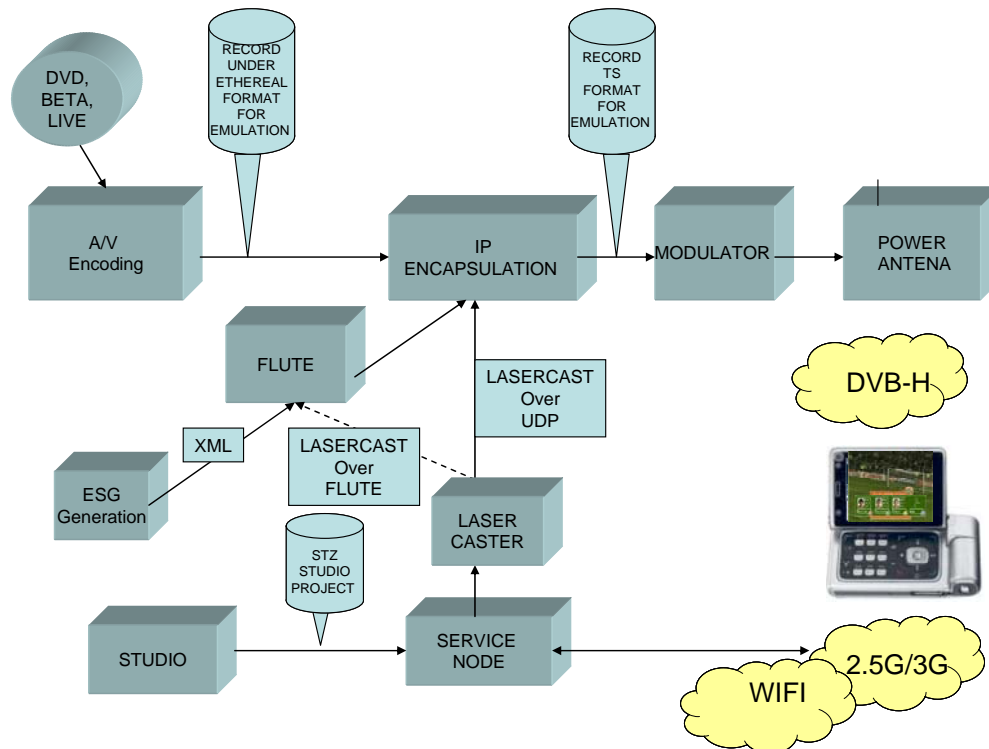 DVD,
BETA,
LIVE
RECORD
UNDER
ETHEREAL
FORMAT
FOR
EMULATION
RECORD
TS
FORMAT
FOR
EMULATION
A/V
Encoding
IP
ENCAPSULATION
MODULATOR
POWER
ANTENA
FLUTE
LASERCAST
Over
UDP
DVB-H
XML
LASERCAST
Over
FLUTE
ESG
Generation
LASER
CASTER
STZ
STUDIO
PROJECT
STUDIO
SERVICE
NODE
2.5G/3G
WIFI